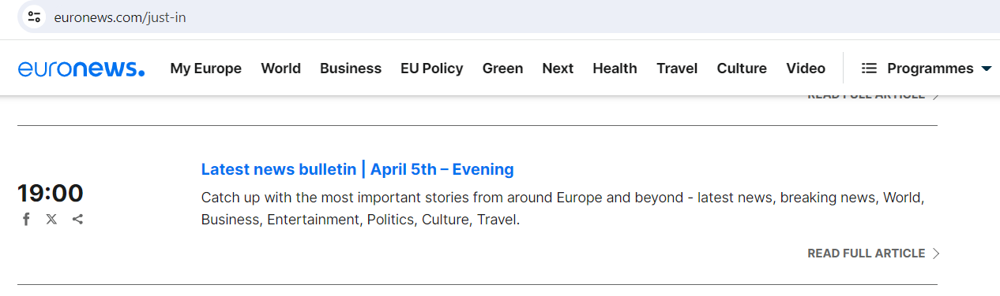 euronews.com/just-in
euronews. My Europe World Business EU Policy Green Next Health Travel Culture Video Programmes
READ FULL ARTICLE
Latest news bulletin | April 5th – Evening
19:00
Catch up with the most important stories from around Europe and beyond - latest news, breaking news, World,
Business, Entertainment, Politics, Culture, Travel.
READ FULL ARTICLE